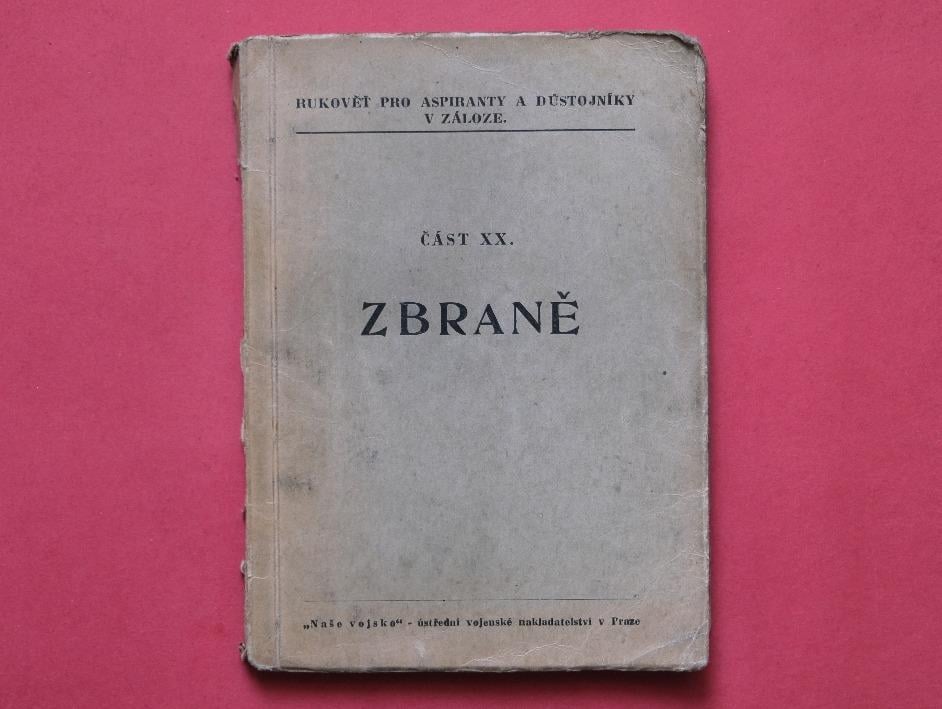 RUKOVĚŤ PRO ASPIRANTY A DŮSTOJNÍKY
V ZÁLOZE.
ČÁST XX.
ZBRANĚ
„Naše vojsko“ - ústřední vojenské nakladatelství v Praze